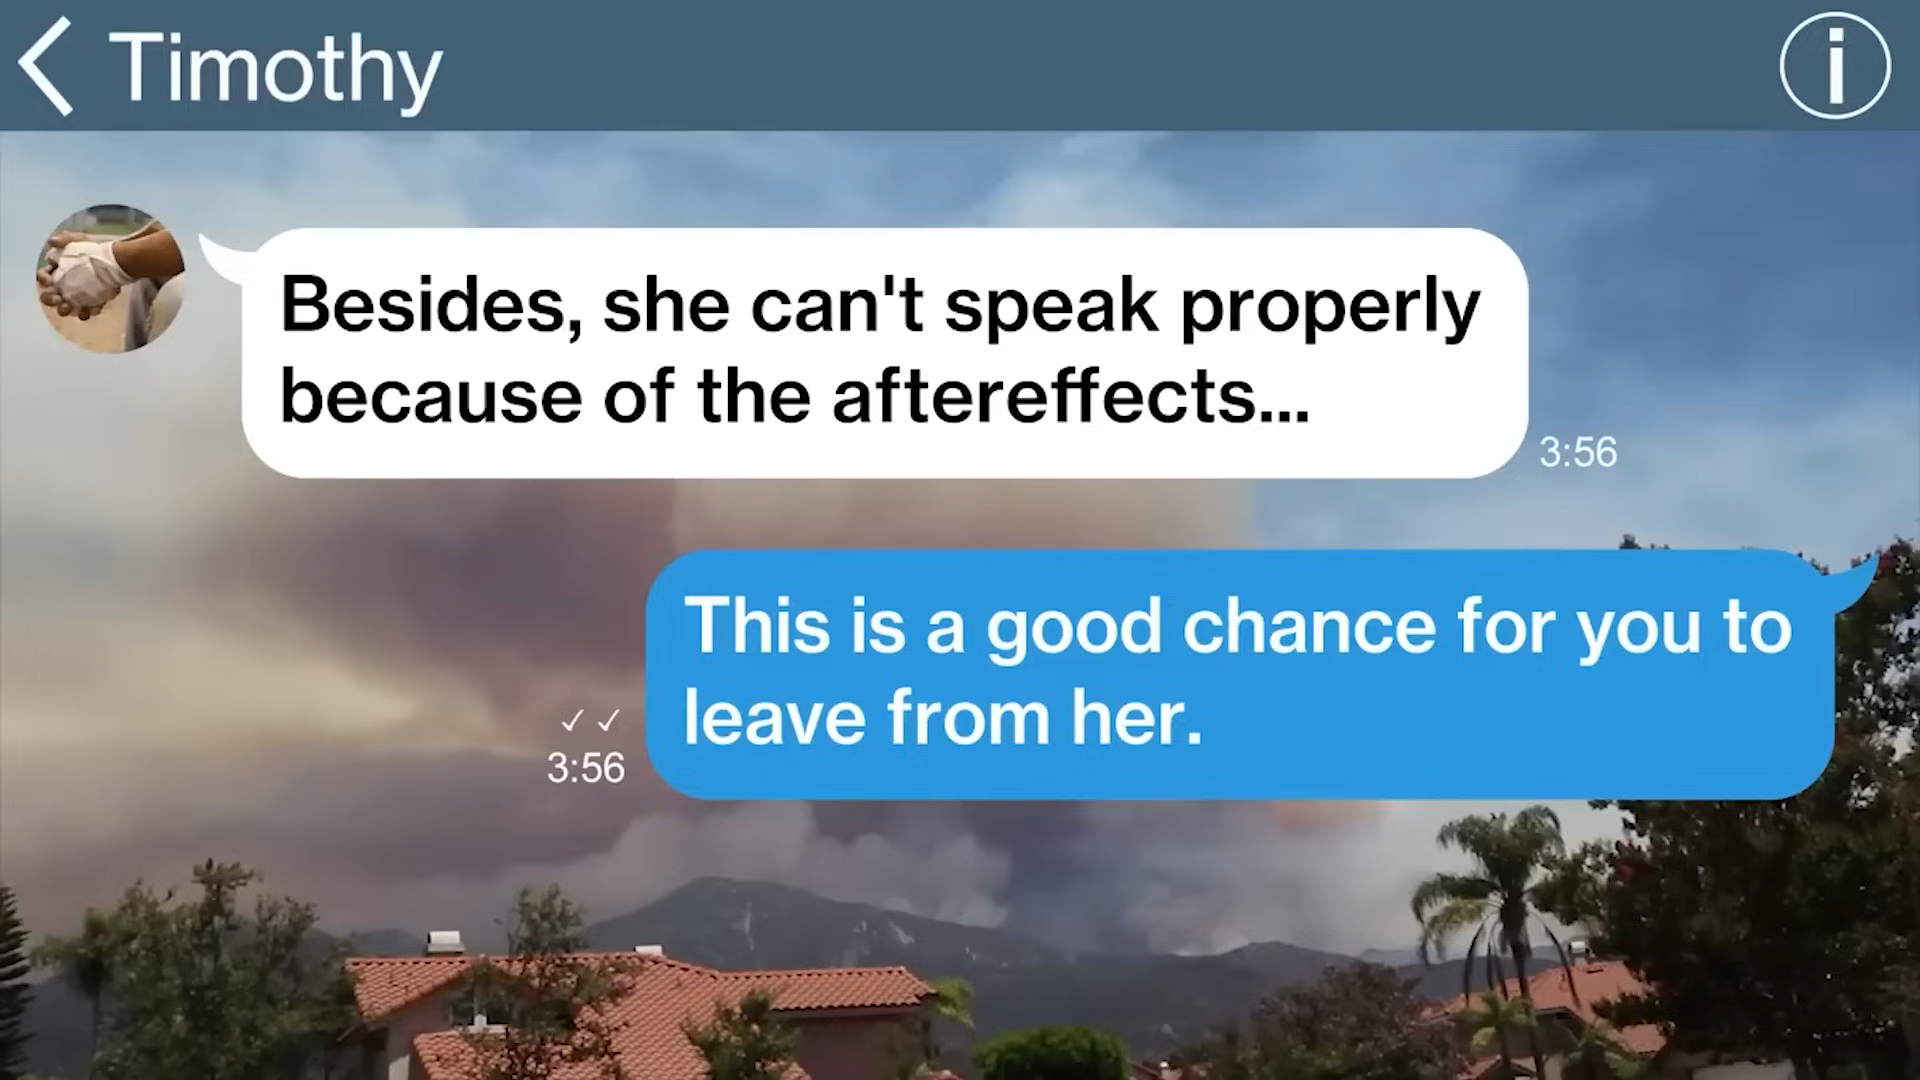 Timothy
Besides, she can't speak properly
because of the aftereffects...
3:56
This is a good chance for you to
leave from her.
✓✓
3:56